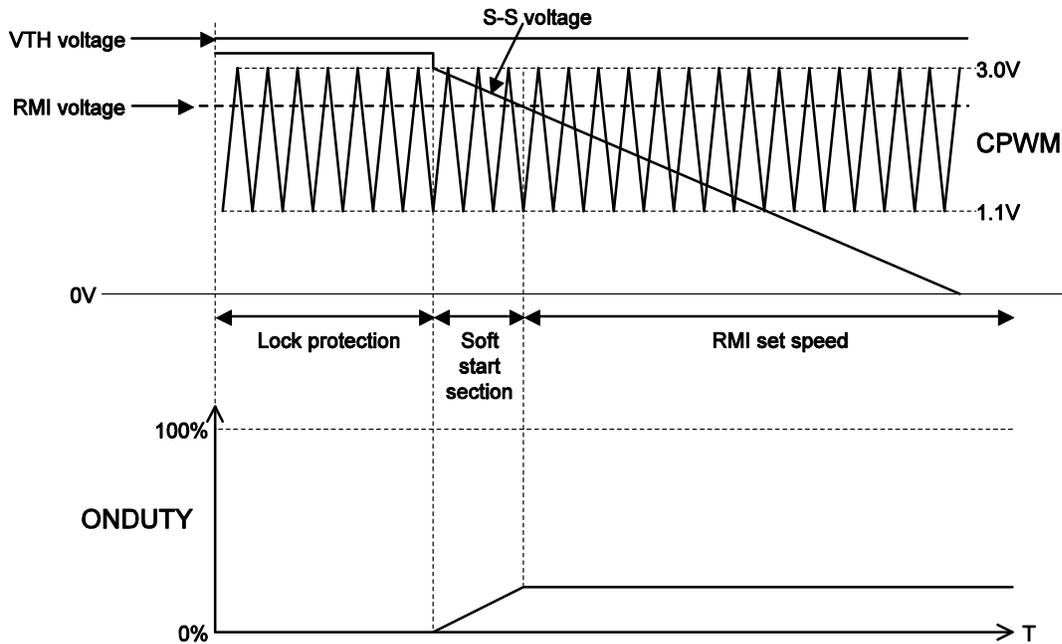 S-S voltage
VTH voltage
3.0V
RMI voltage
CPWM
1.1V
0V
Lock protection
Soft
start
section
RMI set speed
100%
ONDUTY
0%
T